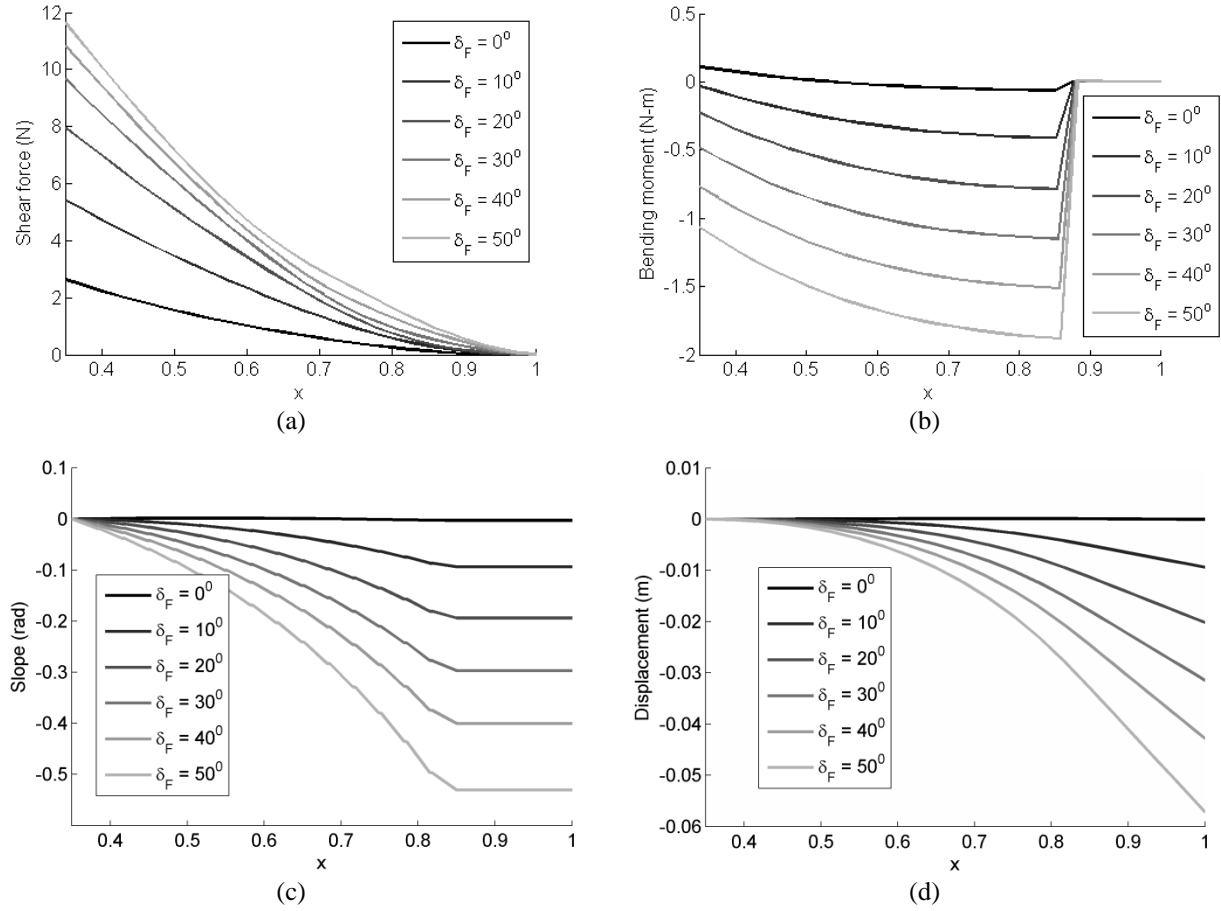 12
10
8
6
4
2
0
Shear force (N)
δF = 0⁰
δF = 10⁰
δF = 20⁰
δF = 30⁰
δF = 40⁰
δF = 50⁰
0.4 0.5 0.6 0.7 0.8 0.9 1
x
(a)
0.5
0
-0.5
-1
-1.5
-2
Bending moment (N-m)
δF = 0⁰
δF = 10⁰
δF = 20⁰
δF = 30⁰
δF = 40⁰
δF = 50⁰
0.4 0.5 0.6 0.7 0.8 0.9 1
x
(b)
0.1
0
-0.1
-0.2
-0.3
-0.4
-0.5
Slope (rad)
δF = 0⁰
δF = 10⁰
δF = 20⁰
δF = 30⁰
δF = 40⁰
δF = 50⁰
0.4 0.5 0.6 0.7 0.8 0.9 1
x
(c)
0.01
0
-0.01
-0.02
-0.03
-0.04
-0.05
-0.06
Displacement (m)
δF = 0⁰
δF = 10⁰
δF = 20⁰
δF = 30⁰
δF = 40⁰
δF = 50⁰
0.4 0.5 0.6 0.7 0.8 0.9 1
x
(d)